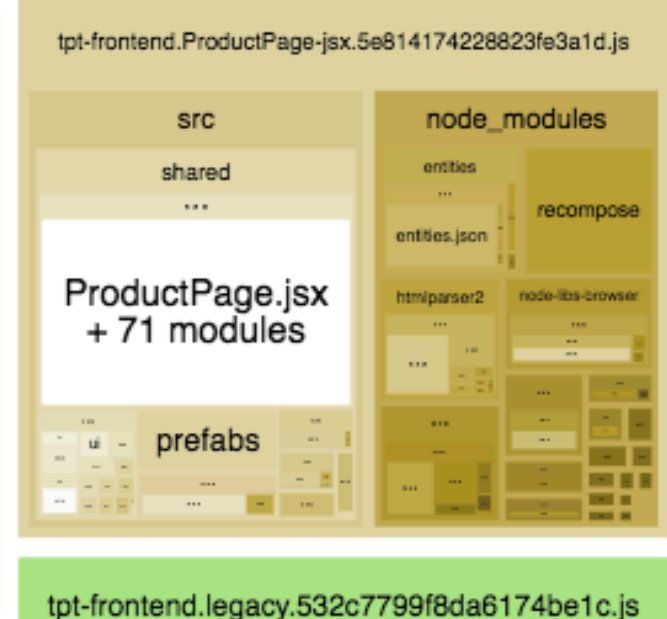 tpt-frontend.ProductPage-jsx.5e814174228823fe3a1d.js
src
node_modules
shared
entities
...
...
recompose
entities.json
ProductPage.jsx
+ 71 modules
htmlparser2
node-libs-browser
...
...
...
ui
prefabs
...
...
...
tpt-frontend.legacy.532c7799f8da6174be1c.js